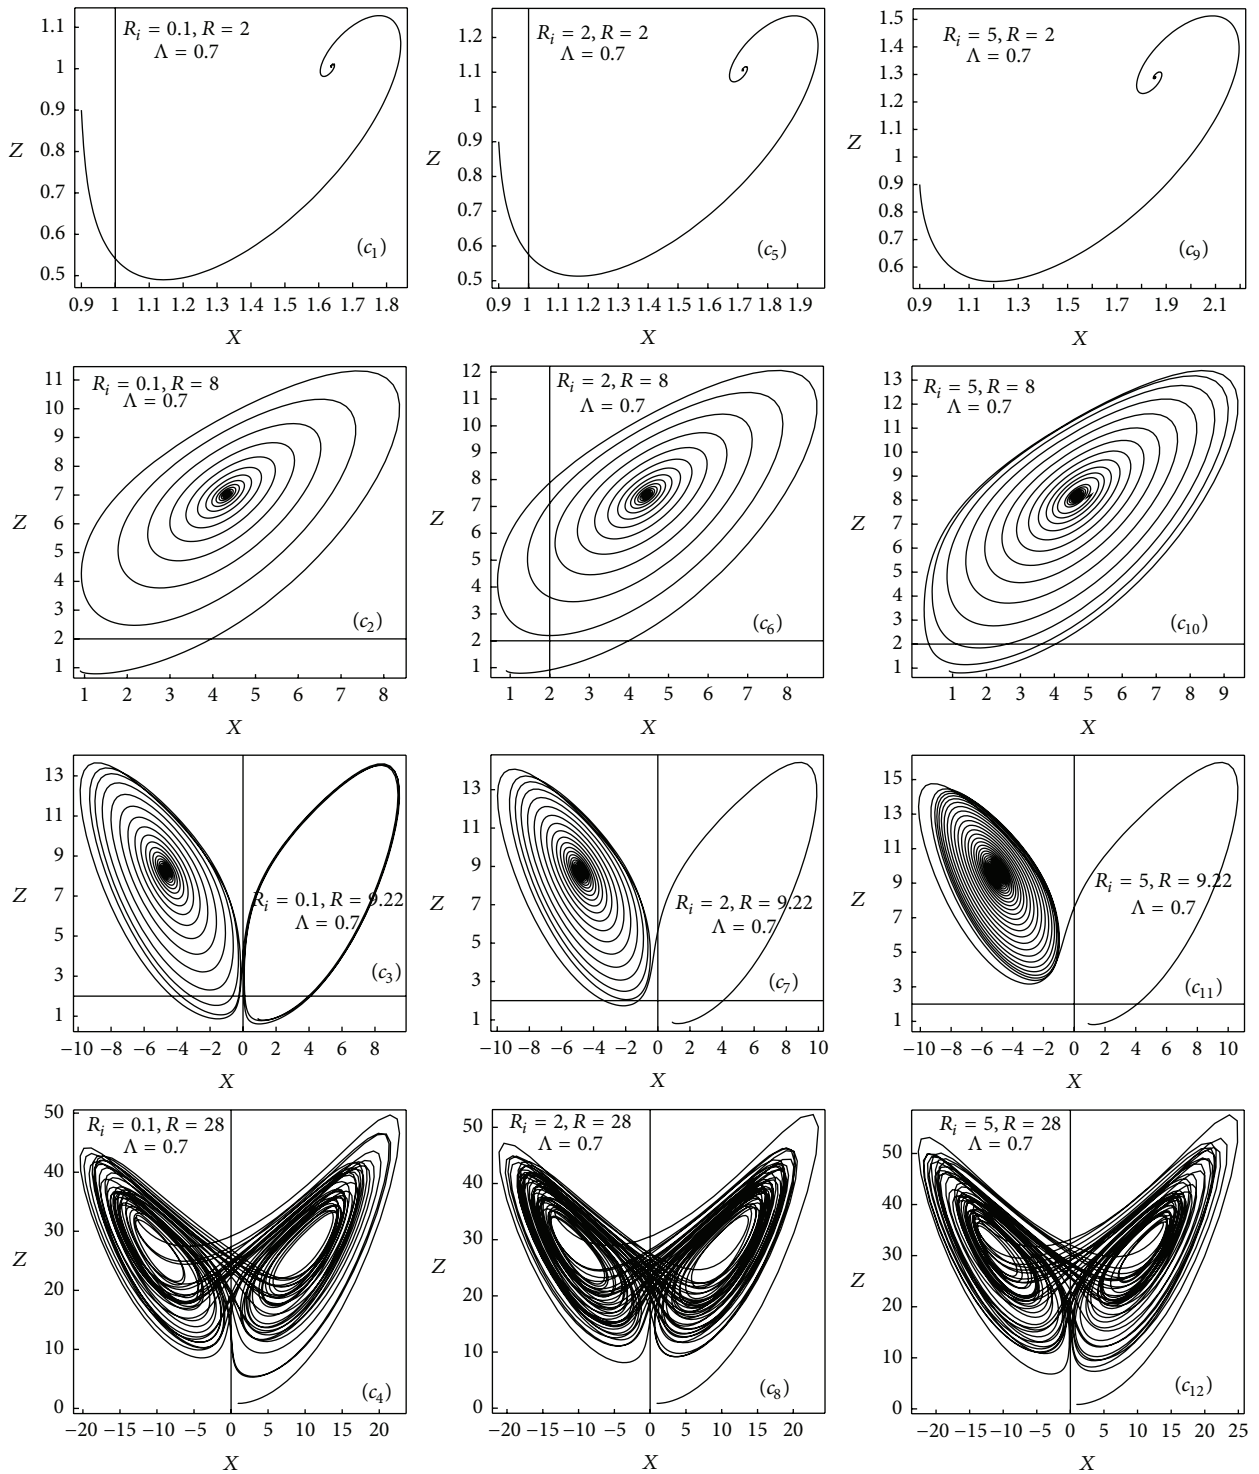 R_i = 0.1, R = 2
Λ = 0.7
1.1
1
0.9
0.8
0.7
0.6
0.5
Z
(c_1)
0.9 1 1.1 1.2 1.3 1.4 1.5 1.6 1.7 1.8
X
R_i = 2, R = 2
Λ = 0.7
1.2
1.1
1
0.9
0.8
0.7
0.6
0.5
Z
(c_5)
0.9 1 1.1 1.2 1.3 1.4 1.5 1.6 1.7 1.8 1.9
X
R_i = 5, R = 2
Λ = 0.7
1.5
1.4
1.3
1.2
1.1
1
0.9
0.8
0.7
0.6
Z
(c_9)
0.9 1.1 1.3 1.5 1.7 1.9 2.1
X
R_i = 0.1, R = 8
Λ = 0.7
11
10
9
8
7
6
5
4
3
2
1
Z
(c_2)
1 2 3 4 5 6 7 8
X
R_i = 2, R = 8
Λ = 0.7
12
11
10
9
8
7
6
5
4
3
2
1
Z
(c_6)
1 2 3 4 5 6 7 8
X
R_i = 5, R = 8
Λ = 0.7
13
12
11
10
9
8
7
6
5
4
3
2
1
Z
(c_10)
1 2 3 4 5 6 7 8 9
X
13
11
9
7
5
3
1
Z
R_i = 0.1, R = 9.22
Λ = 0.7
(c_3)
−10 −8 −6 −4 −2 0 2 4 6 8
X
13
11
9
7
5
3
1
Z
R_i = 2, R = 9.22
Λ = 0.7
(c_7)
−10 −8 −6 −4 −2 0 2 4 6 8 10
X
15
13
11
9
7
5
3
1
Z
R_i = 5, R = 9.22
Λ = 0.7
(c_11)
−10 −8 −6 −4 −2 0 2 4 6 8 10
X
R_i = 0.1, R = 28
Λ = 0.7
50
40
30
20
10
0
Z
(c_4)
−20 −15 −10 −5 0 5 10 15 20
X
R_i = 2, R = 28
Λ = 0.7
50
40
30
20
10
0
Z
(c_8)
−20 −15 −10 −5 0 5 10 15 20
X
R_i = 5, R = 28
Λ = 0.7
50
40
30
20
10
0
Z
(c_12)
−20 −15 −10 −5 0 5 10 15 20 25
X